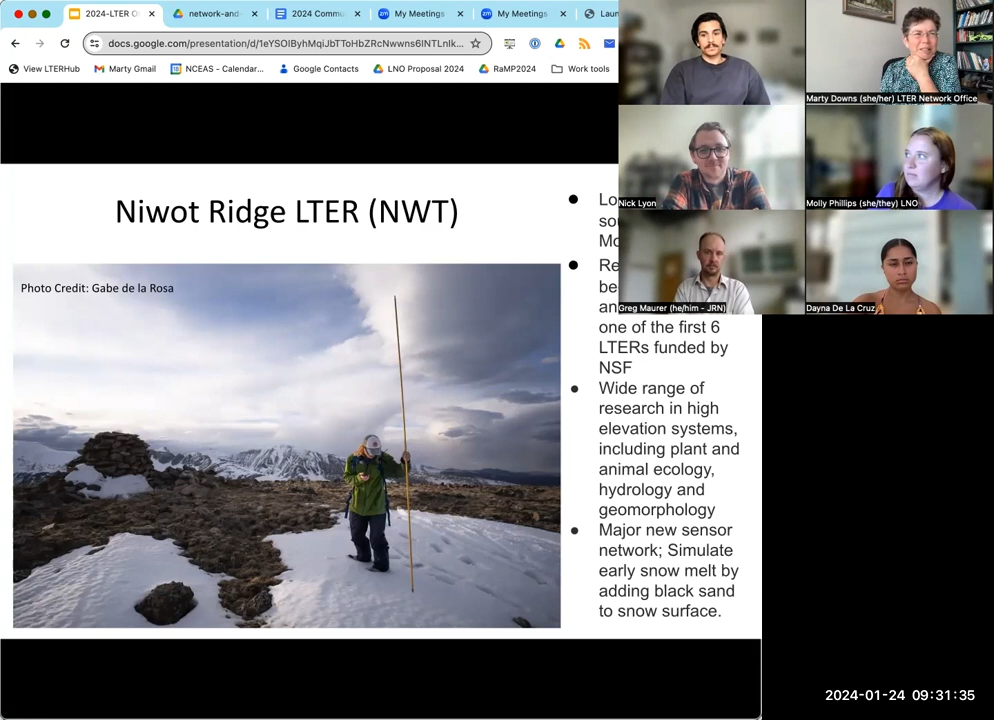 2024-LTER O
network-and-
2024 Commu
My Meetings
My Meetings
Laun
docs.google.com/presentation/d/1eYSOIByhMqiJbTToHbZRcNwwns6INTLnIk...
View LTERHub
Marty Gmail
NCEAS - Calendar...
Google Contacts
LNO Proposal 2024
RaMP2024
Work tools
Marty Downs (she/her) LTER Network Office
Nick Lyon
Molly Phillips (she/they) LNO
Greg Maurer (he/him - JRN)
Dayna De La Cruz
Niwot Ridge LTER (NWT)
Photo Credit: Gabe de la Rosa
Lo
so
Mo
Re
be
an
one of the first 6
LTERs funded by
NSF
Wide range of
research in high
elevation systems,
including plant and
animal ecology,
hydrology and
geomorphology
Major new sensor
network; Simulate
early snow melt by
adding black sand
to snow surface.
2024-01-24 09:31:35